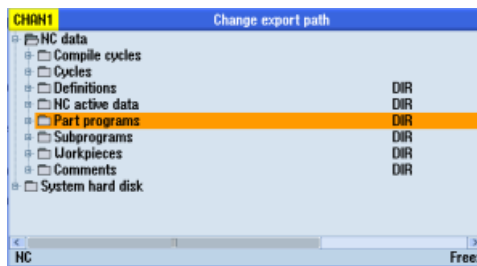 CHAN1 Change export path
NC data
Compile cycles
Cycles
Definitions DIR
NC active data DIR
Part programs DIR
Subprograms DIR
Workpieces DIR
Comments DIR
System hard disk
NC Free